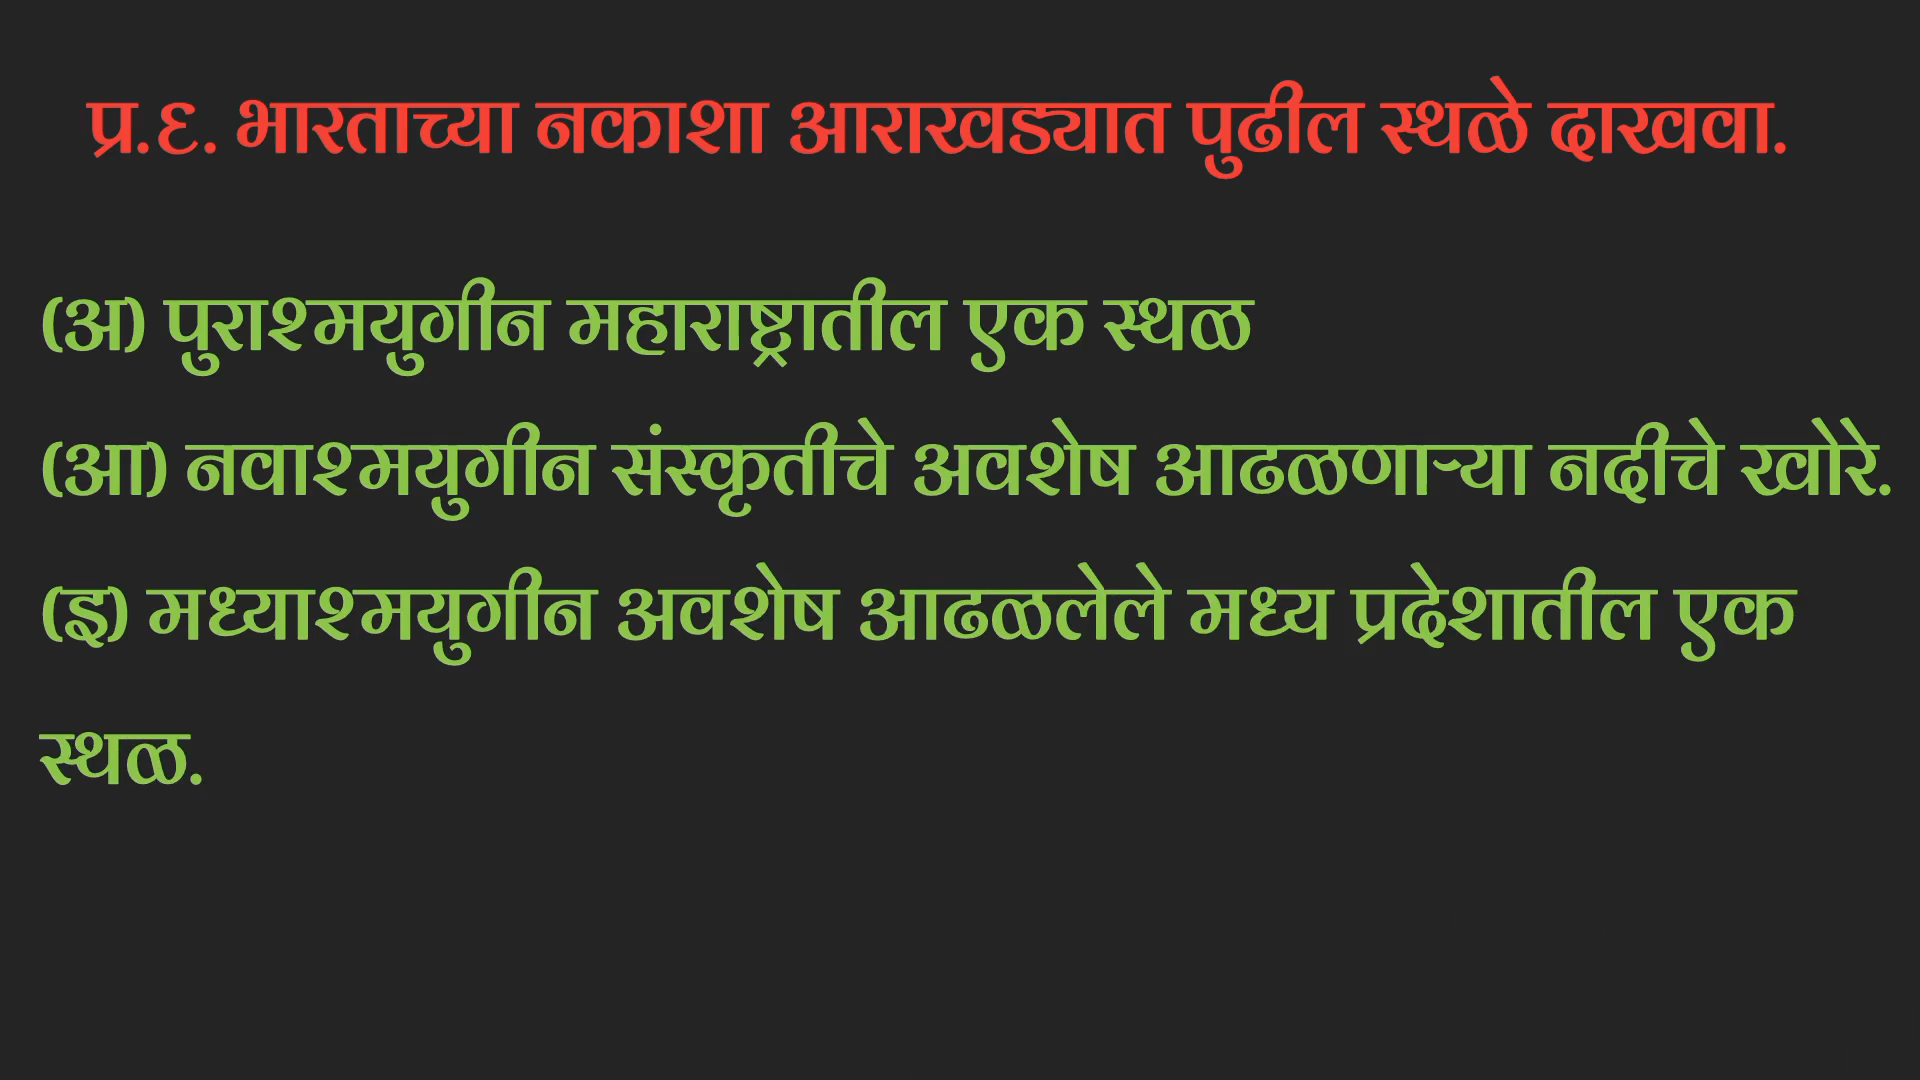 प्र.६. भारताच्या नकाशा आराखड्यात पुढील स्थळे दाखवा.
(अ) पुराश्मयुगीन महाराष्ट्रातील एक स्थळ
(आ) नवाश्मयुगीन संस्कृतीचे अवशेष आढळणाऱ्या नदीचे खोरे.
(इ) मध्याश्मयुगीन अवशेष आढळलेले मध्य प्रदेशातील एक
स्थळ.